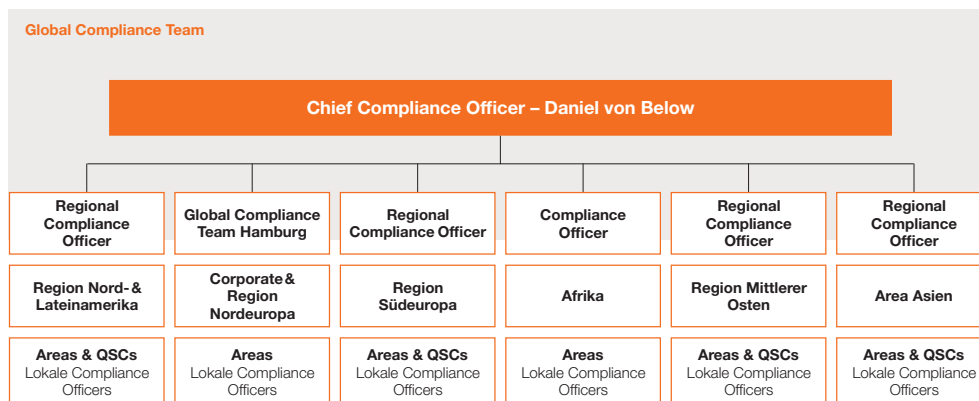 Global Compliance Team
Chief Compliance Officer – Daniel von Below
Regional
Compliance
Officer
Global Compliance
Team Hamburg
Regional
Compliance Officer
Compliance
Officer
Regional
Compliance
Officer
Regional
Compliance
Officer
Region Nord- &
Lateinamerika
Corporate &
Region
Nordeuropa
Region
Südeuropa
Afrika
Region Mittlerer
Osten
Area Asien
Areas & QSCs
Lokale Compliance
Officers
Areas
Lokale Compliance
Officers
Areas & QSCs
Lokale Compliance
Officers
Areas
Lokale Compliance
Officers
Areas & QSCs
Lokale Compliance
Officers
Areas & QSCs
Lokale Compliance
Officers